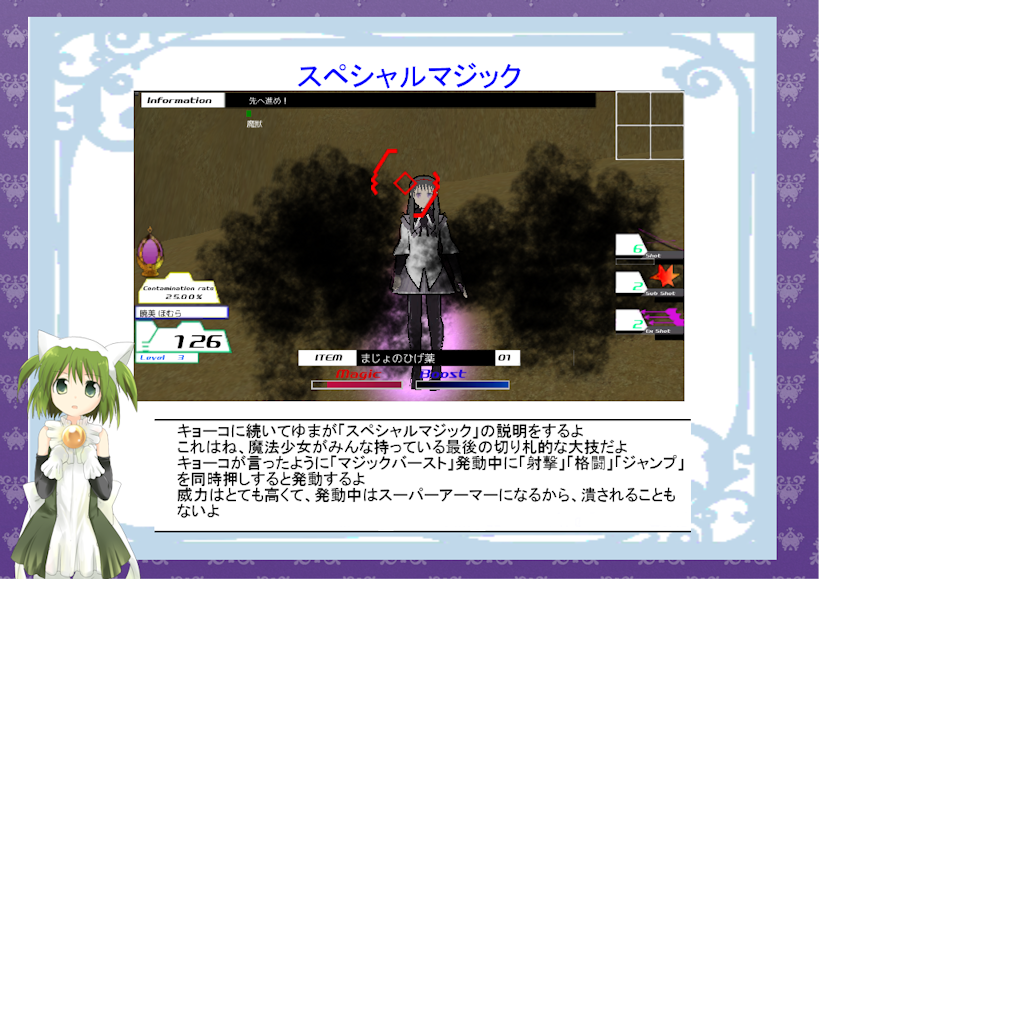 スペシャルマジック
Information
先へ進め！
魔獣
6
Shot
2
Sub Shot
2
Ex Shot
Contamination rate
25.00%
暁美 ほむら
126
Level 3
ITEM
まじょのひげ薬
01
Magic
Boost
キョーコに続いてゆまが「スペシャルマジック」の説明をするよ
これはね、魔法少女がみんな持っている最後の切り札的な大技だよ
キョーコが言ったように「マジックバースト」発動中に「射撃」「格闘」「ジャンプ」
を同時押しすると発動するよ
威力はとても高くて、発動中はスーパーアーマーになるから、潰されることも
ないよ